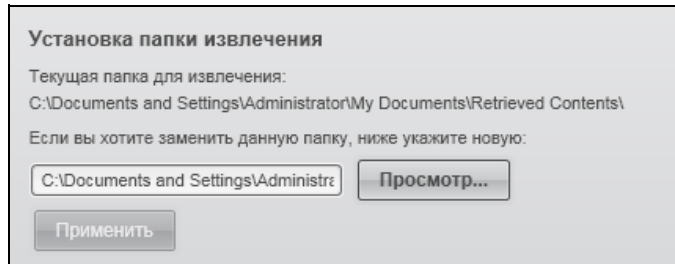 Установка папки извлечения
Текущая папка для извлечения:
C:\Documents and Settings\Administrator\My Documents\Retrieved Contents\
Если вы хотите заменить данную папку, ниже укажите новую:
C:\Documents and Settings\Administra Просмотр...
Применить